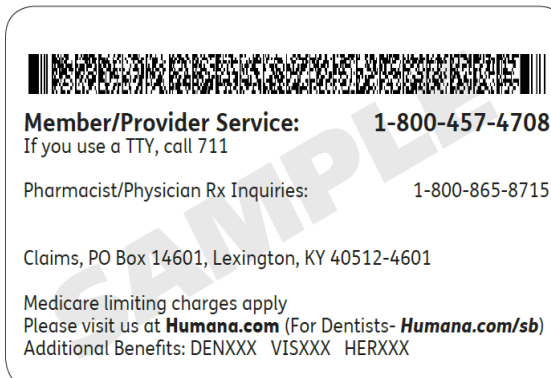 Member/Provider Service: 1-800-457-4708
If you use a TTY, call 711
Pharmacist/Physician Rx Inquiries: 1-800-865-8715
Claims, PO Box 14601, Lexington, KY 40512-4601
Medicare limiting charges apply
Please visit us at Humana.com (For Dentists- Humana.com/sb)
Additional Benefits: DENXXX VISXXX HERXXX
SAMPLE